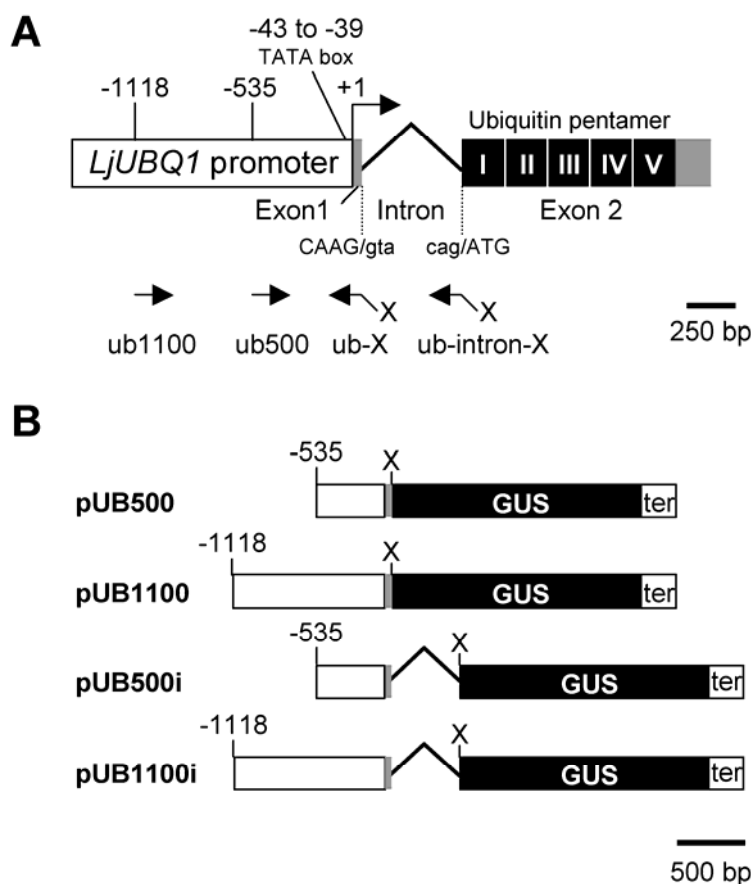 A
-43 to -39
TATA box
-1118
-535
+1
LjUBQ1 promoter
Ubiquitin pentamer
I II III IV V
Exon1
Intron
Exon 2
CAAG/gta
cag/ATG
X
X
ub1100
ub500
ub-X
ub-intron-X
250 bp
B
-535
X
pUB500
GUS
ter
-1118
X
pUB1100
GUS
ter
-535
X
pUB500i
GUS
ter
-1118
X
pUB1100i
GUS
ter
500 bp